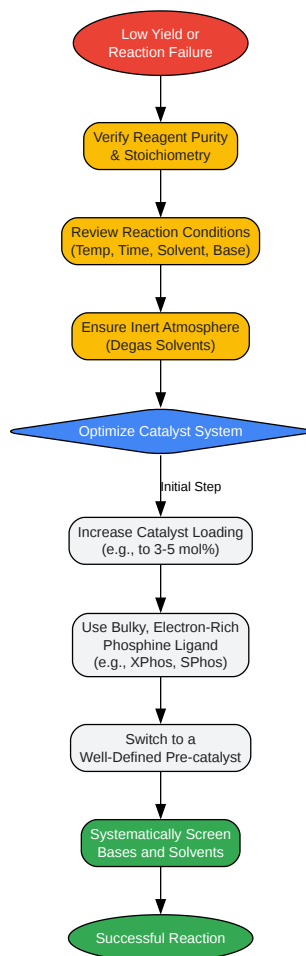 Low Yield or
Reaction Failure
Verify Reagent Purity
& Stoichiometry
Review Reaction Conditions
(Temp, Time, Solvent, Base)
Ensure Inert Atmosphere
(Degas Solvents)
Optimize Catalyst System
Initial Step
Increase Catalyst Loading
(e.g., to 3-5 mol%)
Use Bulky, Electron-Rich
Phosphine Ligand
(e.g., XPhos, SPhos)
Switch to a
Well-Defined Pre-catalyst
Systematically Screen
Bases and Solvents
Successful Reaction